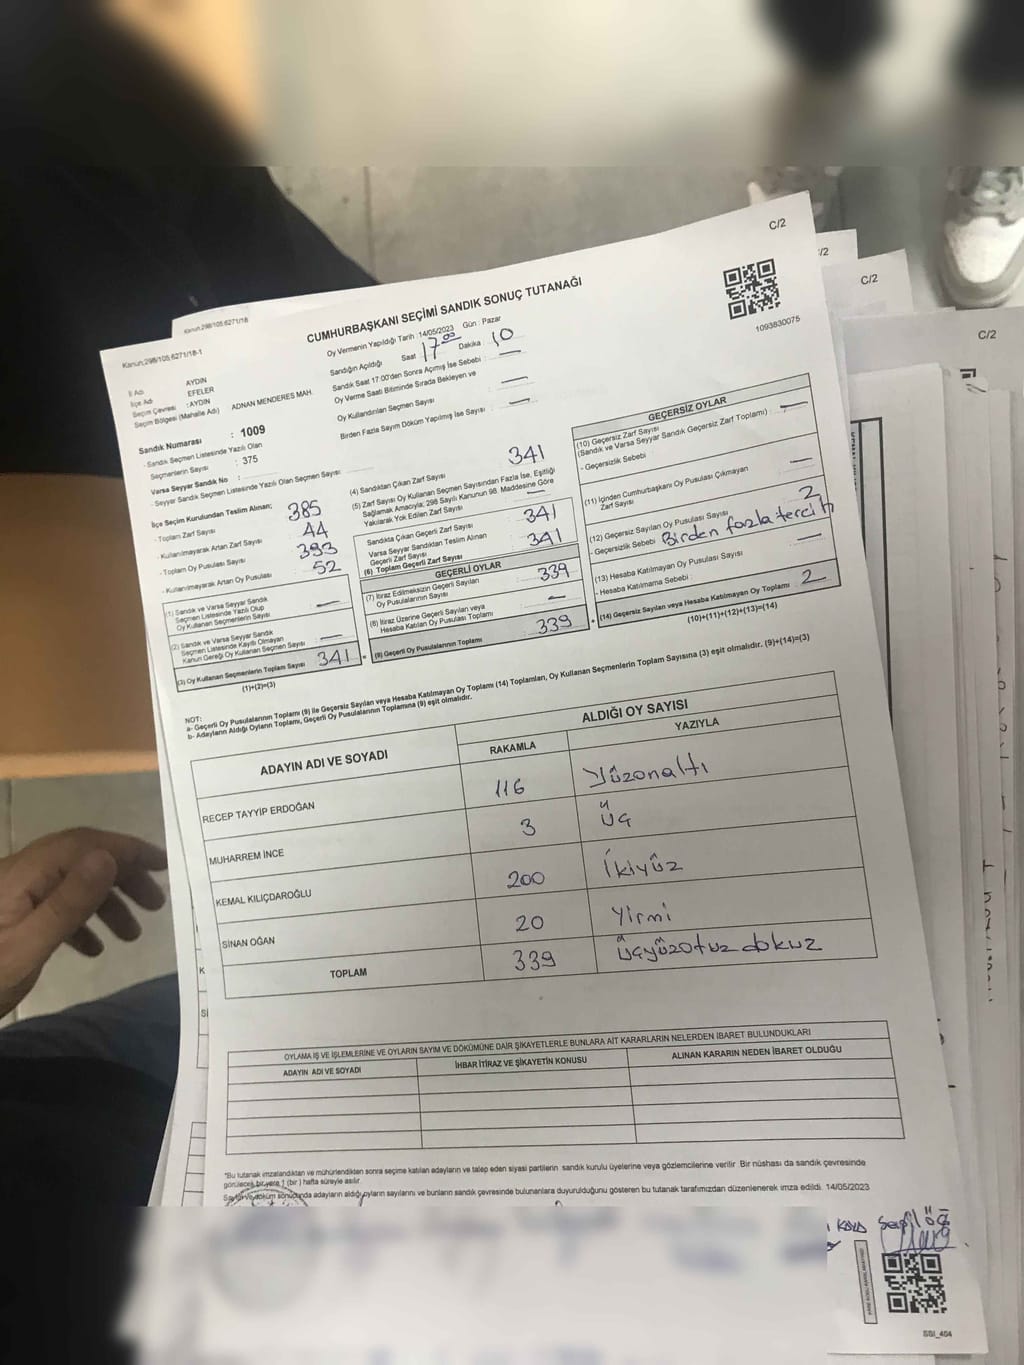 C/2
/2
C/2
C/2
Kanun:298/105;6271/18
Kanun:298/105;6271/18-1
CUMHURBAŞKANI SEÇİMİ SANDIK SONUÇ TUTANAĞI
1093830075
Oy Vermenin Yapıldığı Tarih : 14/05/2023 Gün : Pazar
Sandığın Açıldığı Saat 17:00 Dakika : 10
Sandık Saat 17:00'den Sonra Açılmış İse Sebebi : —
Oy Verme Saati Bitiminde Sırada Bekleyen ve
Oy Kullandırılan Seçmen Sayısı : —
Birden Fazla Sayım Döküm Yapılmış İse Sayısı : —
İl Adı AYDIN
İlçe Adı EFELER
Seçim Çevresi : AYDIN
Seçim Bölgesi (Mahalle Adı) ADNAN MENDERES MAH.
Sandık Numarası : 1009
- Sandık Seçmen Listesinde Yazılı Olan
Seçmenlerin Sayısı : 375
Varsa Seyyar Sandık No :
- Seyyar Sandık Seçmen Listesinde Yazılı Olan Seçmen Sayısı
İlçe Seçim Kurulundan Teslim Alınan;
- Toplam Zarf Sayısı 385
- Kullanılmayarak Artan Zarf Sayısı 44
- Toplam Oy Pusulası Sayısı 393
- Kullanılmayarak Artan Oy Pusulası 52
(1) Sandık ve Varsa Seyyar Sandık
Seçmen Listesinde Yazılı Olup
Oy Kullanan Seçmenlerin Sayısı : —
(2) Sandık ve Varsa Seyyar Sandık
Seçmen Listesinde Kayıtlı Olmayan
Kanun Gereği Oy Kullanan Seçmen Sayısı : —
(3) Oy Kullanan Seçmenlerin Toplam Sayısı 341
(1)+(2)=(3)
(4) Sandıktan Çıkan Zarf Sayısı 341
(5) Zarf Sayısı Oy Kullanan Seçmen Sayısından Fazla İse, Eşitliği
Sağlamak Amacıyla; 298 Sayılı Kanunun 98. Maddesine Göre
Yakılarak Yok Edilen Zarf Sayısı : —
Sandıkta Çıkan Geçerli Zarf Sayısı : 341
Varsa Seyyar Sandıktan Teslim Alınan
Geçerli Zarf Sayısı
(6) Toplam Geçerli Zarf Sayısı : 341
GEÇERLİ OYLAR
(7) İtiraz Edilmeksizin Geçerli Sayılan
Oy Pusulalarının Sayısı : 339
(8) İtiraz Üzerine Geçerli Sayılan veya
Hesaba Katılan Oy Pusulası Toplamı : —
(9) Geçerli Oy Pusulalarının Toplamı : 339
GEÇERSİZ OYLAR
(10) Geçersiz Zarf Sayısı
(Sandık ve Varsa Seyyar Sandık Geçersiz Zarf Toplamı) : —
- Geçersizlik Sebebi :
(11) İçinden Cumhurbaşkanı Oy Pusulası Çıkmayan
Zarf Sayısı : —
(12) Geçersiz Sayılan Oy Pusulası Sayısı : 2
- Geçersizlik Sebebi Birden fazla tercih
(13) Hesaba Katılmayan Oy Pusulası Sayısı : —
- Hesaba Katılmama Sebebi :
(14) Geçersiz Sayılan veya Hesaba Katılmayan Oy Toplamı : 2
(10)+(11)+(12)+(13)=(14)
NOT:
a- Geçerli Oy Pusulalarının Toplamı (9) ile Geçersiz Sayılan veya Hesaba Katılmayan Oy Toplamı (14) Toplamları, Oy Kullanan Seçmenlerin Toplam Sayısına (3) eşit olmalıdır. (9)+(14)=(3)
b- Adayların Aldığı Oyların Toplamı, Geçerli Oy Pusulalarının Toplamına (9) eşit olmalıdır.
ADAYIN ADI VE SOYADI ALDIĞI OY SAYISI
RAKAMLA YAZIYLA
RECEP TAYYİP ERDOĞAN 116 Yüzonaltı
MUHARREM İNCE 3 Üç
KEMAL KILIÇDAROĞLU 200 İkiyüz
SİNAN OĞAN 20 Yirmi
TOPLAM 339 Üçyüzotuzdokuz
OYLAMA İŞ VE İŞLEMLERİNE VE OYLARIN SAYIM VE DÖKÜMÜNE DAİR ŞİKAYETLERLE BUNLARA AİT KARARLARIN NELERDEN İBARET BULUNDUKLARI
ADAYIN ADI VE SOYADI İHBAR İTİRAZ VE ŞİKAYETİN KONUSU ALINAN KARARIN NEDEN İBARET OLDUĞU
*Bu tutanak imzalandıktan ve mühürlendikten sonra seçime katılan adayların ve talep eden siyasi partilerin sandık kurulu üyelerine veya gözlemcilerine verilir. Bir nüshası da sandık çevresinde
görülecek bir yere 1 (bir) hafta süreyle asılır.
Sayım ve döküm sonucunda adayların aldığı oyların sayılarını ve bunların sandık çevresinde bulunanlara duyurulduğunu gösteren bu tutanak tarafımızdan düzenlenerek imza edildi. 14/05/2023
SSI_404